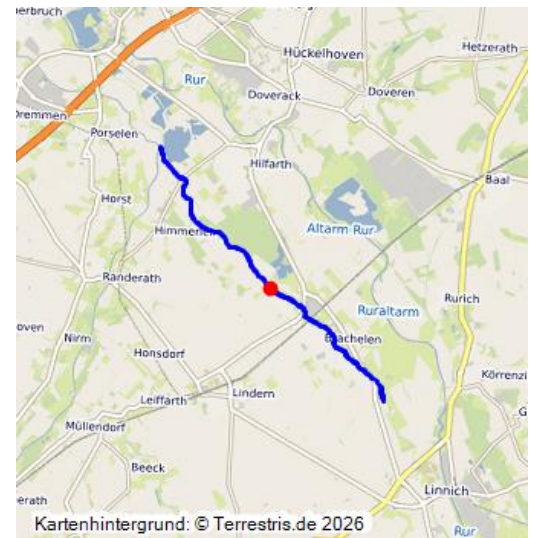 erbruch
Hückelhoven
Hetzerath
Rur
Doverack
Doveren
Dremmen
Porselen
Hilfarth
Baal
Horst
Altarm Rur
Himmeric
Randerath
Ruraltarm
Rurich
oven
Nirm
Brachelen
Honsdorf
Körrenzi
Leiffarth
Lindern
Müllendorf
G
Beeck
Linnich
erath
Rur
Kartenhintergrund: © Terrestris.de 2026